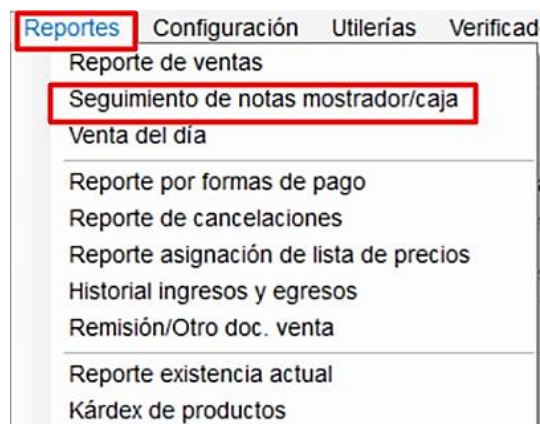 Reportes Configuración Utilerías Verificad
Reporte de ventas
Seguimiento de notas mostrador/caja
Venta del día
Reporte por formas de pago
Reporte de cancelaciones
Reporte asignación de lista de precios
Historial ingresos y egresos
Remisión/Otro doc. venta
Reporte existencia actual
Kárdex de productos